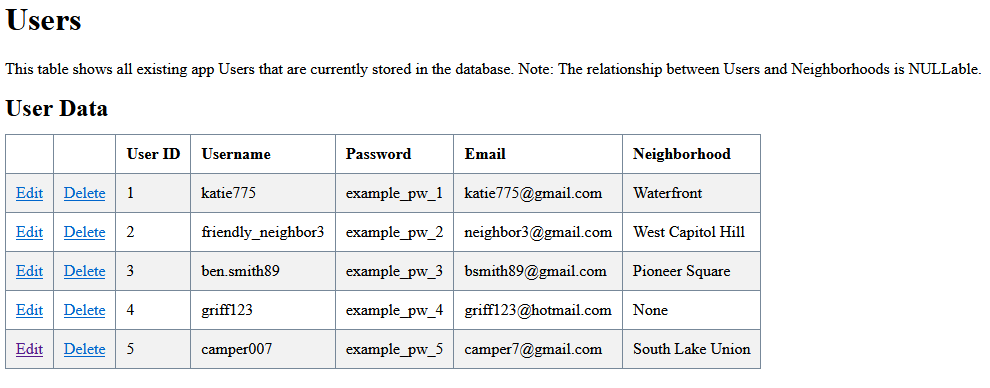 Users
This table shows all existing app Users that are currently stored in the database. Note: The relationship between Users and Neighborhoods is NULLable.
User Data
User ID Username Password Email Neighborhood
Edit Delete 1 katie775 example_pw_1 katie775@gmail.com Waterfront
Edit Delete 2 friendly_neighbor3 example_pw_2 neighbor3@gmail.com West Capitol Hill
Edit Delete 3 ben.smith89 example_pw_3 bsmith89@gmail.com Pioneer Square
Edit Delete 4 griff123 example_pw_4 griff123@hotmail.com None
Edit Delete 5 camper007 example_pw_5 camper7@gmail.com South Lake Union